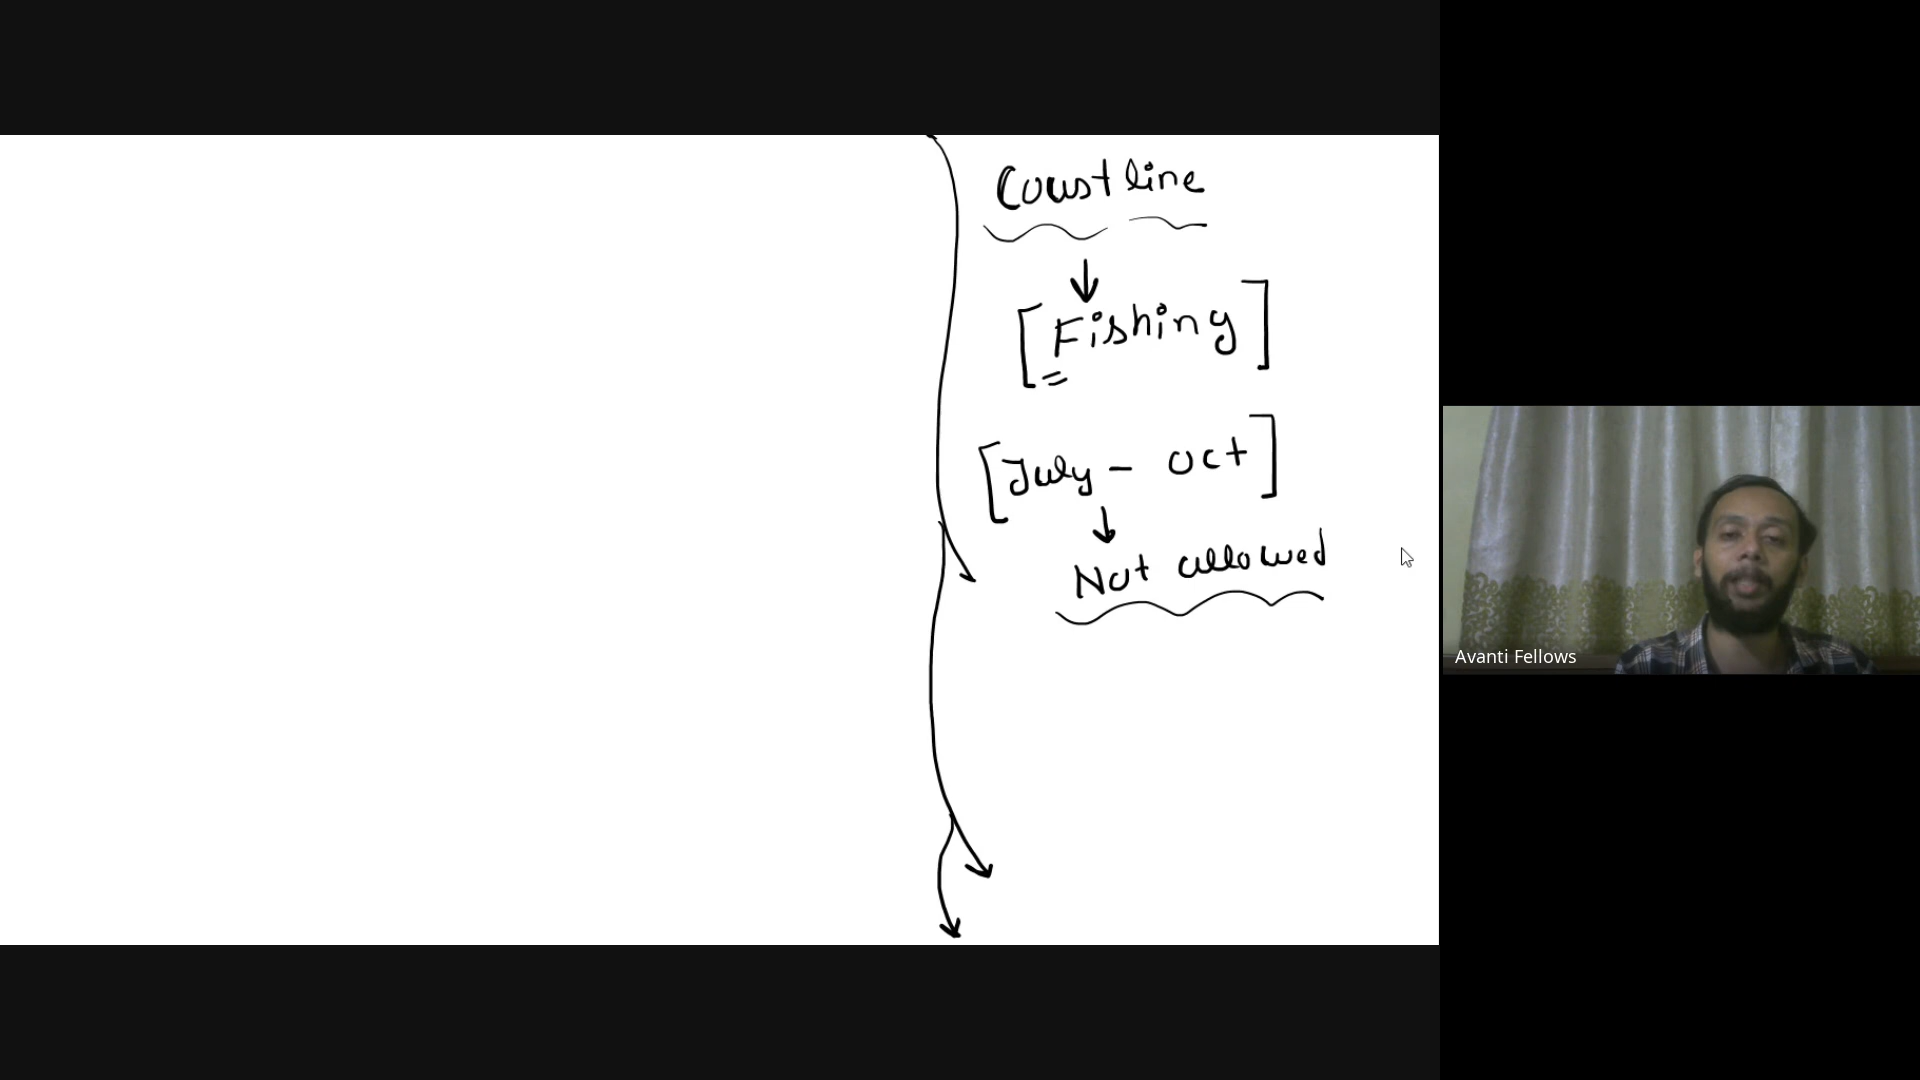 Coastline
[Fishing]
[July - Oct]
Not allowed
Avanti Fellows